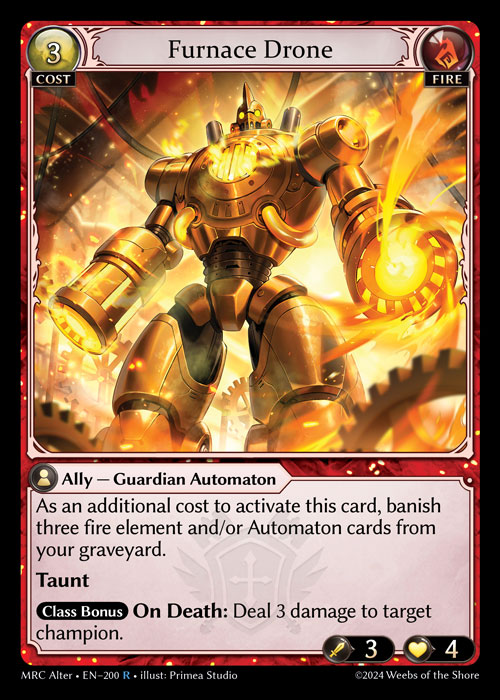 3
Furnace Drone
COST
FIRE
Ally — Guardian Automaton
As an additional cost to activate this card, banish
three fire element and/or Automaton cards from
your graveyard.
Taunt
Class Bonus On Death: Deal 3 damage to target
champion.
3
4
MRC Alter • EN–200 R • illust: Primea Studio
©2024 Weebs of the Shore